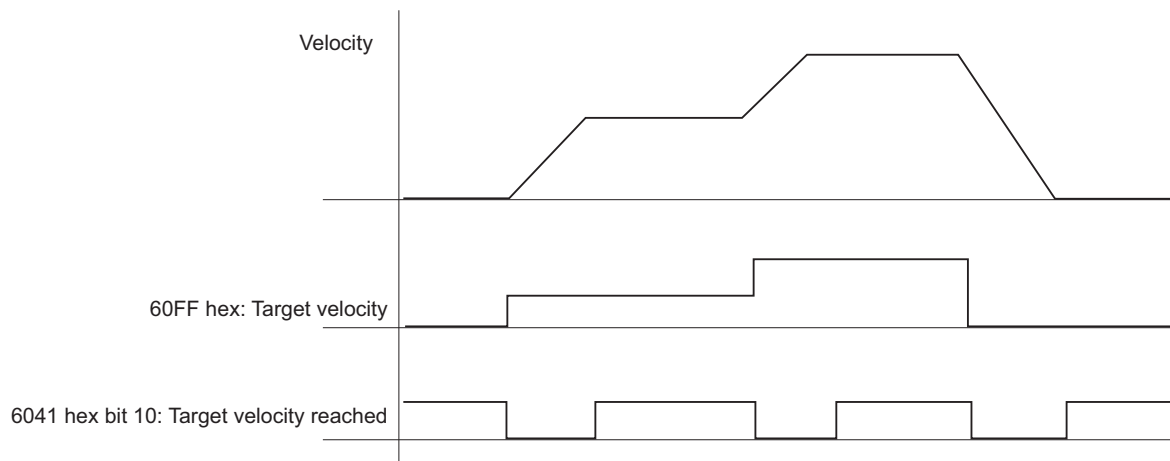 Velocity
60FF hex: Target velocity
6041 hex bit 10: Target velocity reached